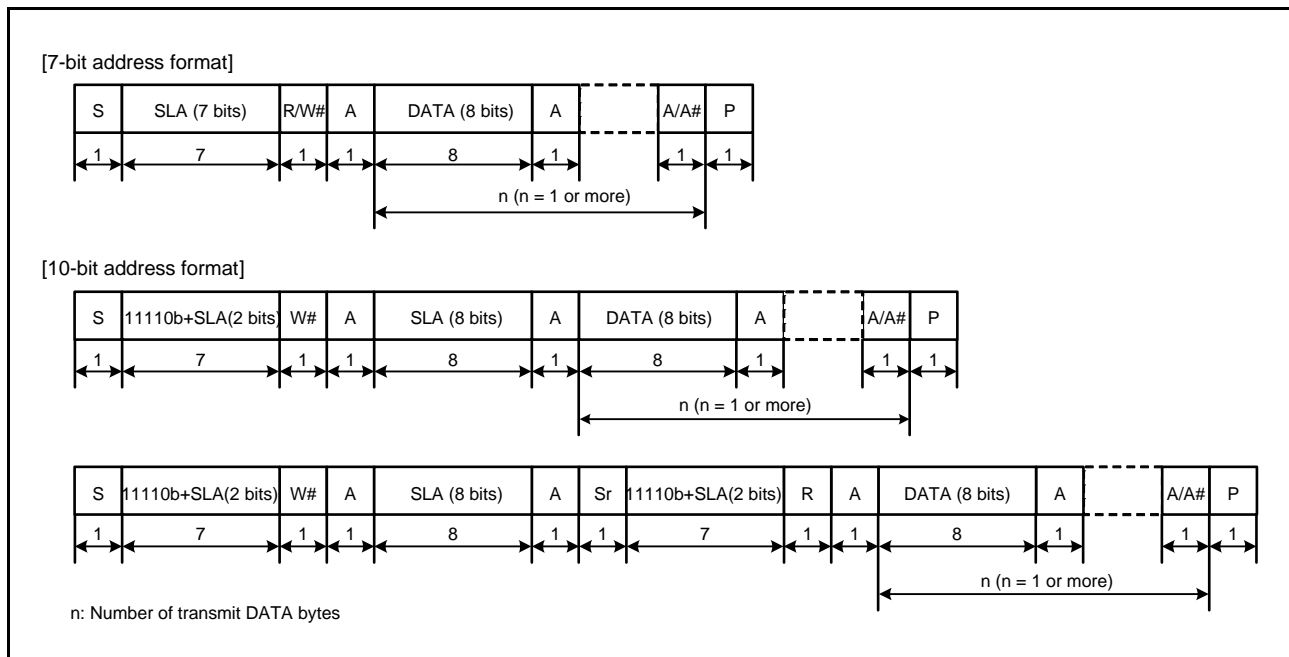 [7-bit address format]
S SLA (7 bits) R/W# A DATA (8 bits) A A/A# P
1 7 1 1 8 1 1 1
n (n = 1 or more)
[10-bit address format]
S 11110b+SLA(2 bits) W# A SLA (8 bits) A DATA (8 bits) A A/A# P
1 7 1 1 8 1 8 1 1 1
n (n = 1 or more)
S 11110b+SLA(2 bits) W# A SLA (8 bits) A Sr 11110b+SLA(2 bits) R A DATA (8 bits) A A/A# P
1 7 1 1 8 1 1 7 1 1 8 1 1 1
n (n = 1 or more)
n: Number of transmit DATA bytes